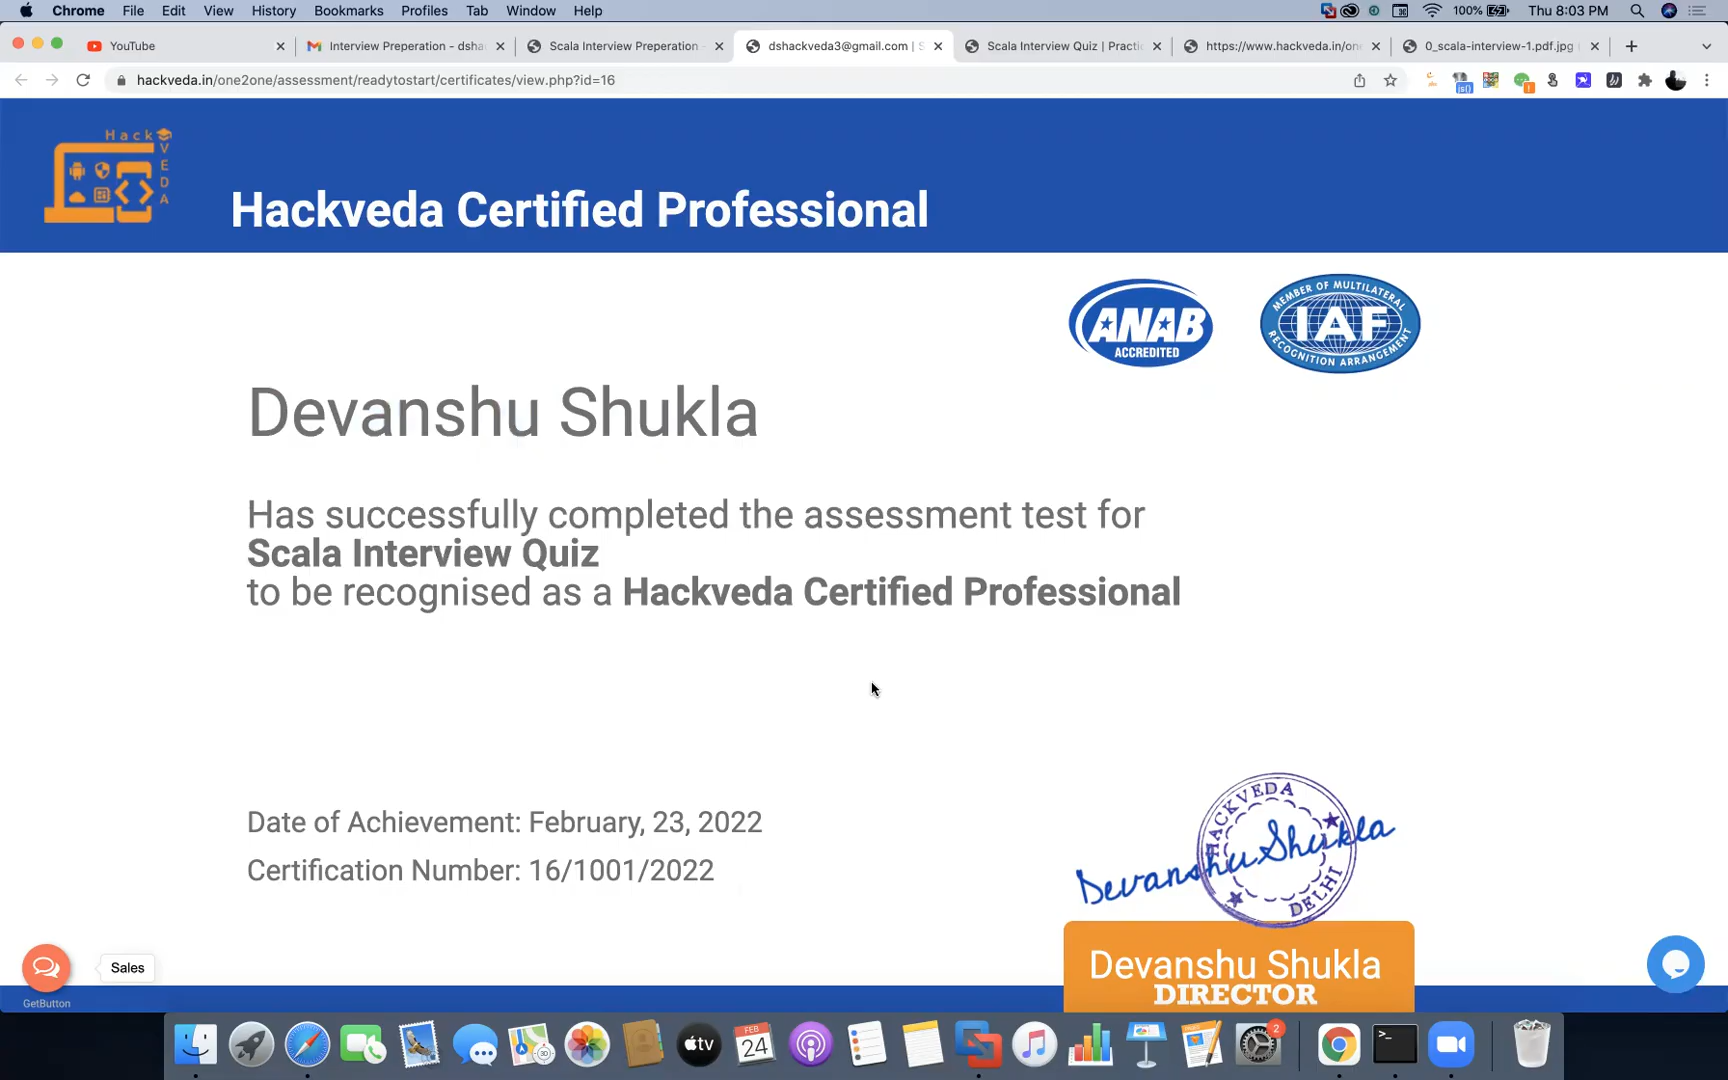 Chrome File Edit View History Bookmarks Profiles Tab Window Help
100% Thu 8:03 PM
YouTube
Interview Preperation - dsha
Scala Interview Preperation -
dshackveda3@gmail.com | S
Scala Interview Quiz | Practi
https://www.hackveda.in/one
0_scala-interview-1.pdf.jpg
hackveda.in/one2one/assessment/readytostart/certificates/view.php?id=16
Hack
VEDA
Hackveda Certified Professional
ANAB
ACCREDITED
MEMBER OF MULTILATERAL
IAF
RECOGNITION ARRANGEMENT
Devanshu Shukla
Has successfully completed the assessment test for
Scala Interview Quiz
to be recognised as a Hackveda Certified Professional
Date of Achievement: February, 23, 2022
Certification Number: 16/1001/2022
HACKVEDA
Devanshu Shukla
DELHI
Devanshu Shukla
DIRECTOR
Sales
GetButton
tv
FEB
24
2